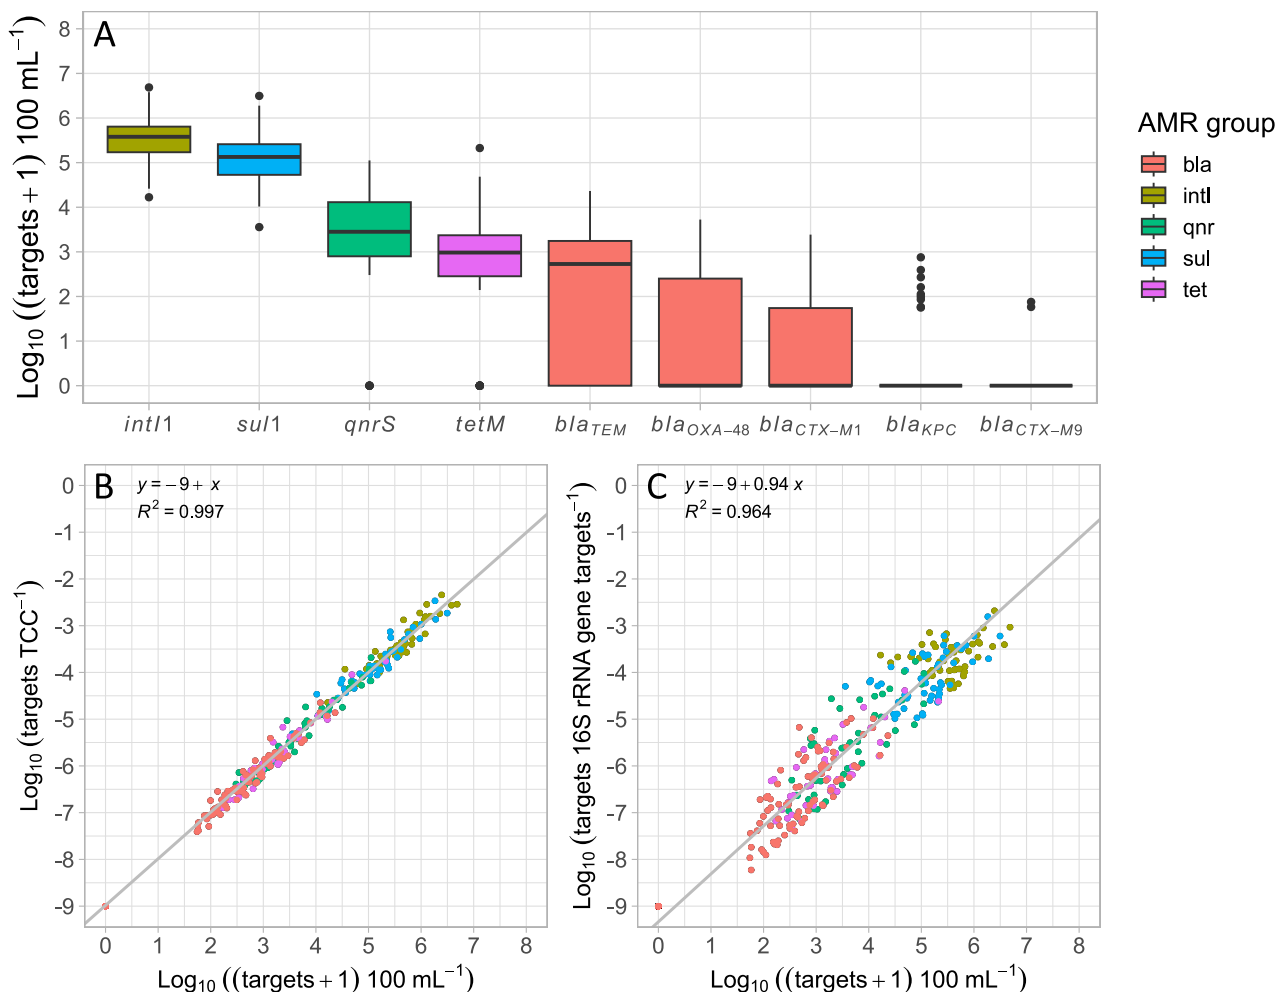 A
Log₁₀ ((targets + 1) 100 mL⁻¹)
8
7
6
5
4
3
2
1
0
intI1
sul1
qnrS
tetM
bla_TEM
bla_OXA−48
bla_CTX−M1
bla_KPC
bla_CTX−M9
AMR group
bla
intI
qnr
sul
tet
B
y = −9 + x
R² = 0.997
Log₁₀ (targets TCC⁻¹)
0
-1
-2
-3
-4
-5
-6
-7
-8
-9
0 1 2 3 4 5 6 7 8
Log₁₀ ((targets + 1) 100 mL⁻¹)
C
y = −9 + 0.94 x
R² = 0.964
Log₁₀ (targets 16S rRNA gene targets⁻¹)
0
-1
-2
-3
-4
-5
-6
-7
-8
-9
0 1 2 3 4 5 6 7 8
Log₁₀ ((targets + 1) 100 mL⁻¹)